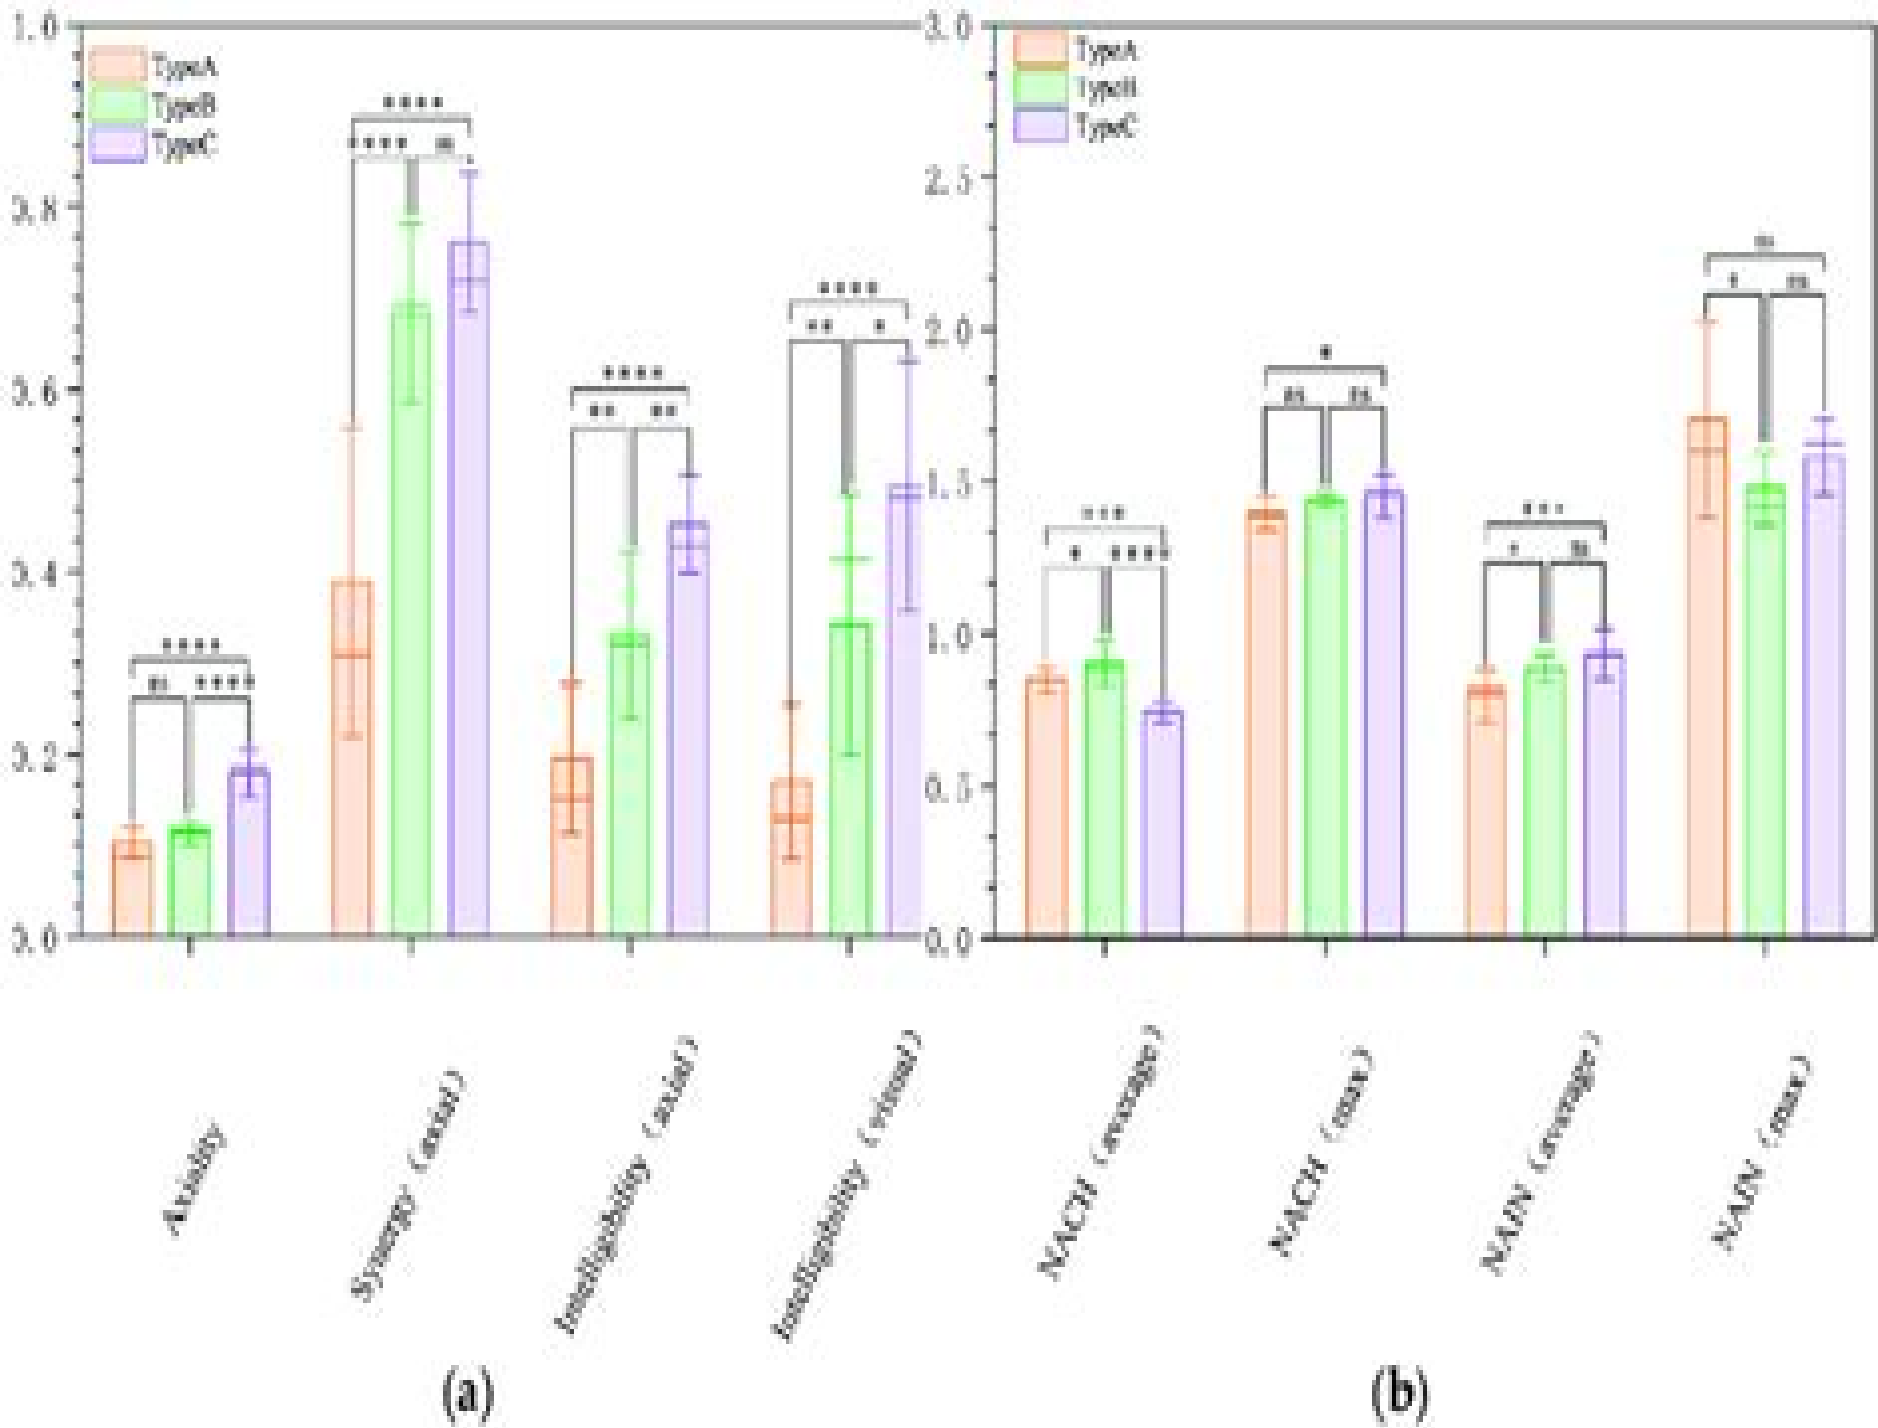 1.0
0.8
0.6
0.4
0.2
0.0
TypeA
TypeB
TypeC
****
**** ns
****
** **
****
** *
****
ns ****
Axiality
Synergy (axial)
Intelligibility (axial)
Intelligibility (visual)
(a)
3.0
2.5
2.0
1.5
1.0
0.5
0.0
TypeA
TypeB
TypeC
ns
* ns
*
ns ns
***
* ****
***
* ns
NACH (average)
NACH (max)
NAIN (average)
NAIN (max)
(b)